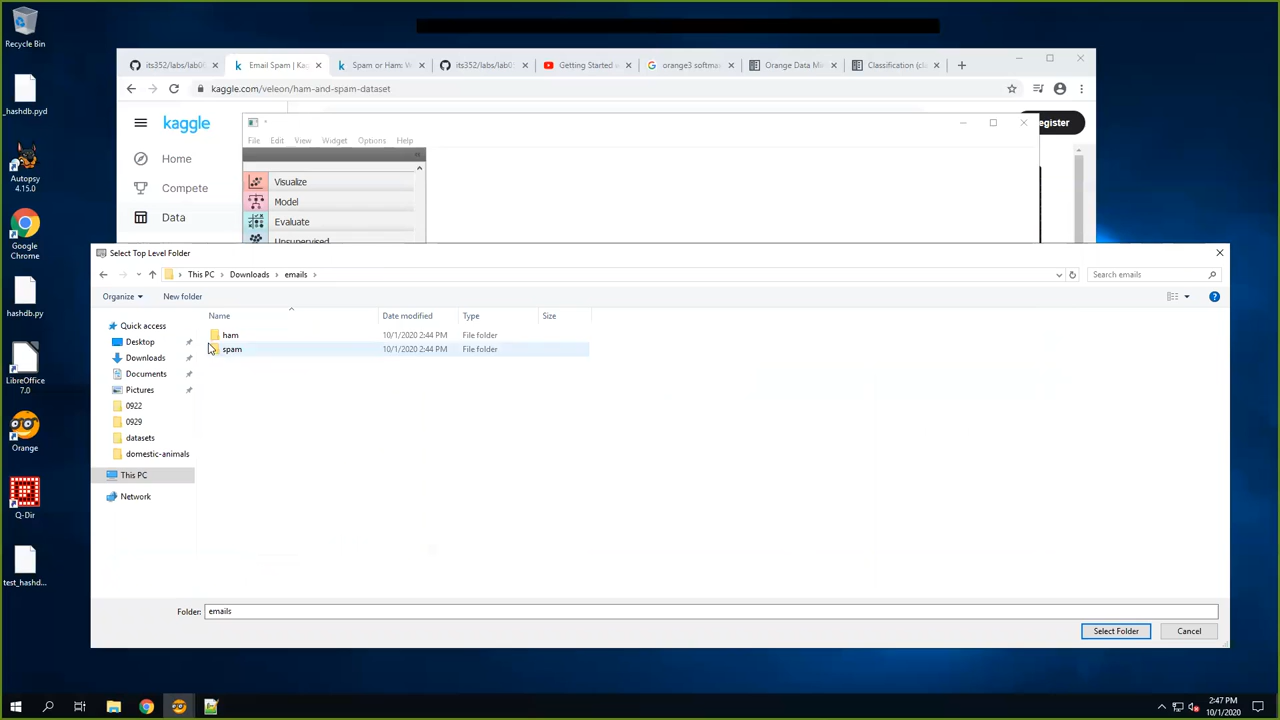 Recycle Bin
_hashdb.pyd
Autopsy
4.15.0
Google
Chrome
hashdb.py
LibreOffice
7.0
Orange
Q-Dir
test_hashd...
its352/labs/lab0
Email Spam | Kag
Spam or Ham: W
its352/labs/lab0
Getting Started w
orange3 softwa
Orange Data Mi
Classification (cl
kaggle.com/veleon/ham-and-spam-dataset
kaggle
egister
Home
Compete
Data
File Edit View Widget Options Help
Visualize
Model
Evaluate
Unsupervised
Select Top Level Folder
This PC > Downloads > emails >
Search emails
Organize
New folder
Name Date modified Type Size
ham 10/1/2020 2:44 PM File folder
spam 10/1/2020 2:44 PM File folder
Quick access
Desktop
Downloads
Documents
Pictures
0922
0929
datasets
domestic-animals
This PC
Network
Folder: emails
Select Folder
Cancel
2:47 PM
10/1/2020